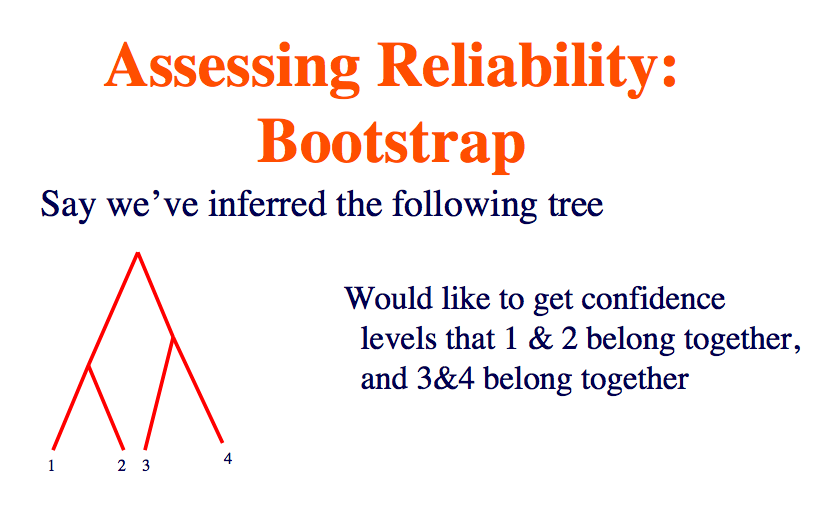 Assessing Reliability:
Bootstrap
Say we’ve inferred the following tree
Would like to get confidence
levels that 1 & 2 belong together,
and 3&4 belong together
1 2 3 4